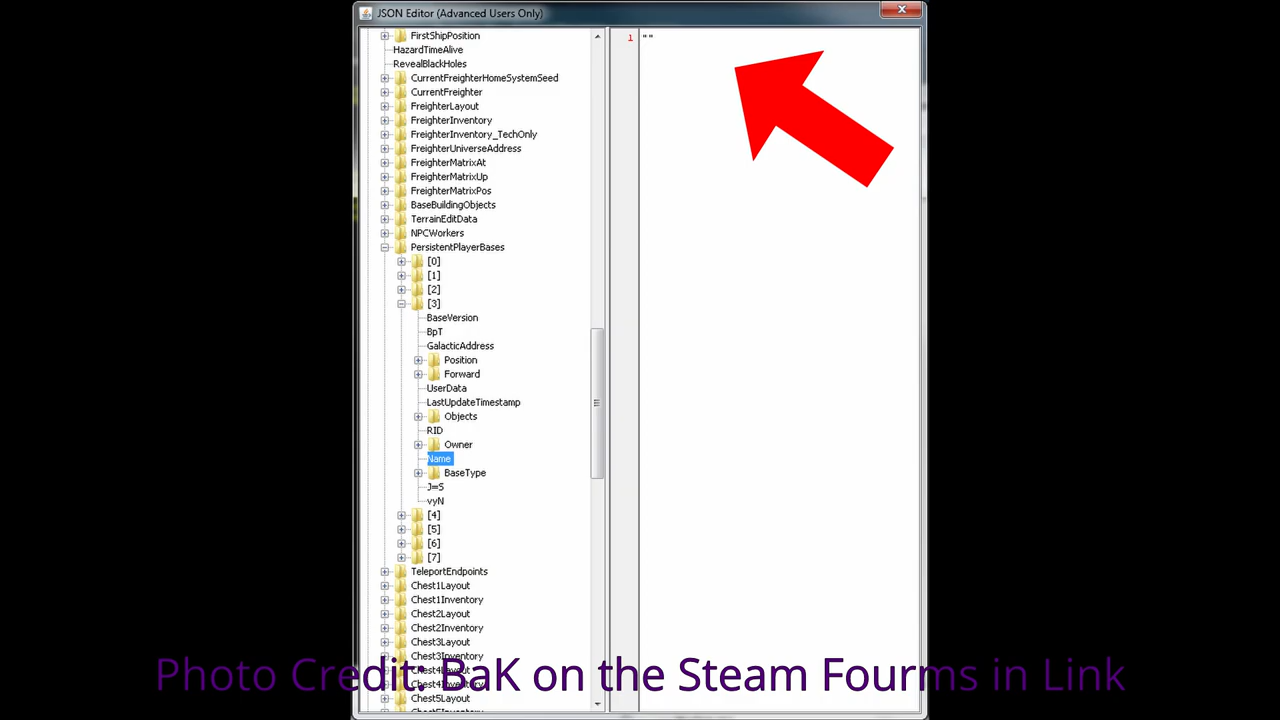 JSON Editor (Advanced Users Only)
FirstShipPosition
HazardTimeAlive
RevealBlackHoles
CurrentFreighterHomeSystemSeed
CurrentFreighter
FreighterLayout
FreighterInventory
FreighterInventory_TechOnly
FreighterUniverseAddress
FreighterMatrixAt
FreighterMatrixUp
FreighterMatrixPos
BaseBuildingObjects
TerrainEditData
NPCWorkers
PersistentPlayerBases
[0]
[1]
[2]
[3]
BaseVersion
BpT
GalacticAddress
Position
Forward
UserData
LastUpdateTimestamp
Objects
RID
Owner
Name
BaseType
J=S
vyN
[4]
[5]
[6]
[7]
TeleportEndpoints
Chest1Layout
Chest1Inventory
Chest2Layout
Chest2Inventory
Chest3Layout
Chest3Inventory
Chest4Layout
Chest4Inventory
Chest5Layout
1 ""
Photo Credit: BaK on the Steam Fourms in Link